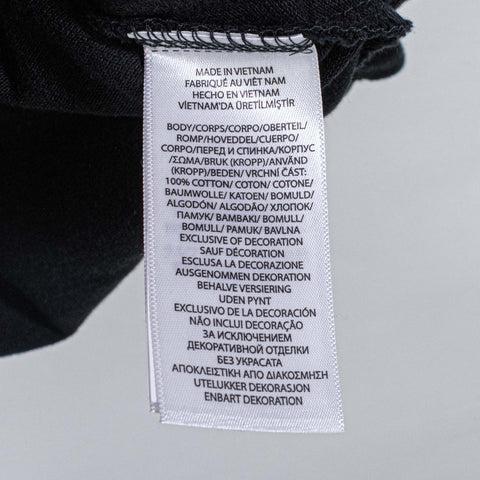 MADE IN VIETNAM
FABRIQUÉ AU VIÊT NAM
HECHO EN VIETNAM
VİETNAM'DA ÜRETİLMİŞTİR
BODY/CORPS/CORPO/OBERTEIL/
ROMP/HOVEDDEL/CUERPO/
CORPO/ПЕРЕД И СПИНКА/КОРПУС
/ΣΩΜΑ/BRUK (KROPP)/ANVÄND
(KROPP)/BEDEN/ VRCHNÍ ČÁST:
100% COTTON/ COTON/ COTONE/
BAUMWOLLE/ KATOEN/ BOMULD/
ALGODÓN/ ALGODÃO/ ХЛОПОК/
ПАМУК/ ΒΑΜΒΑΚΙ/ BOMULL/
BOMULL/ PAMUK/ BAVLNA
EXCLUSIVE OF DECORATION
SAUF DÉCORATION
ESCLUSA LA DECORAZIONE
AUSGENOMMEN DEKORATION
BEHALVE VERSIERING
UDEN PYNT
EXCLUSIVO DE LA DECORACIÓN
NÃO INCLUI DECORAÇÃO
ЗА ИСКЛЮЧЕНИЕМ
ДЕКОРАТИВНОЙ ОТДЕЛКИ
БЕЗ УКРАСАТА
ΑΠΟΚΛΕΙΣΤΙΚΗ ΑΠΟ ΔΙΑΚΟΣΜΗΣΗ
UTELUKKER DEKORASJON
ENBART DEKORATION